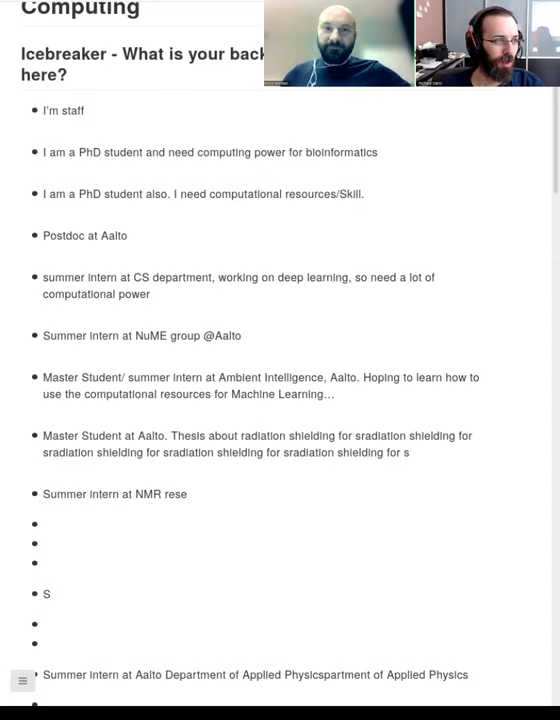 Computing
Icebreaker - What is your back
here?
I'm staff
I am a PhD student and need computing power for bioinformatics
I am a PhD student also. I need computational resources/Skill.
Postdoc at Aalto
summer intern at CS department, working on deep learning, so need a lot of
computational power
Summer intern at NuME group @Aalto
Master Student/ summer intern at Ambient Intelligence, Aalto. Hoping to learn how to
use the computational resources for Machine Learning…
Master Student at Aalto. Thesis about radiation shielding for sradiation shielding for
sradiation shielding for sradiation shielding for sradiation shielding for s
Summer intern at NMR rese
S
Summer intern at Aalto Department of Applied Physicspartment of Applied Physics